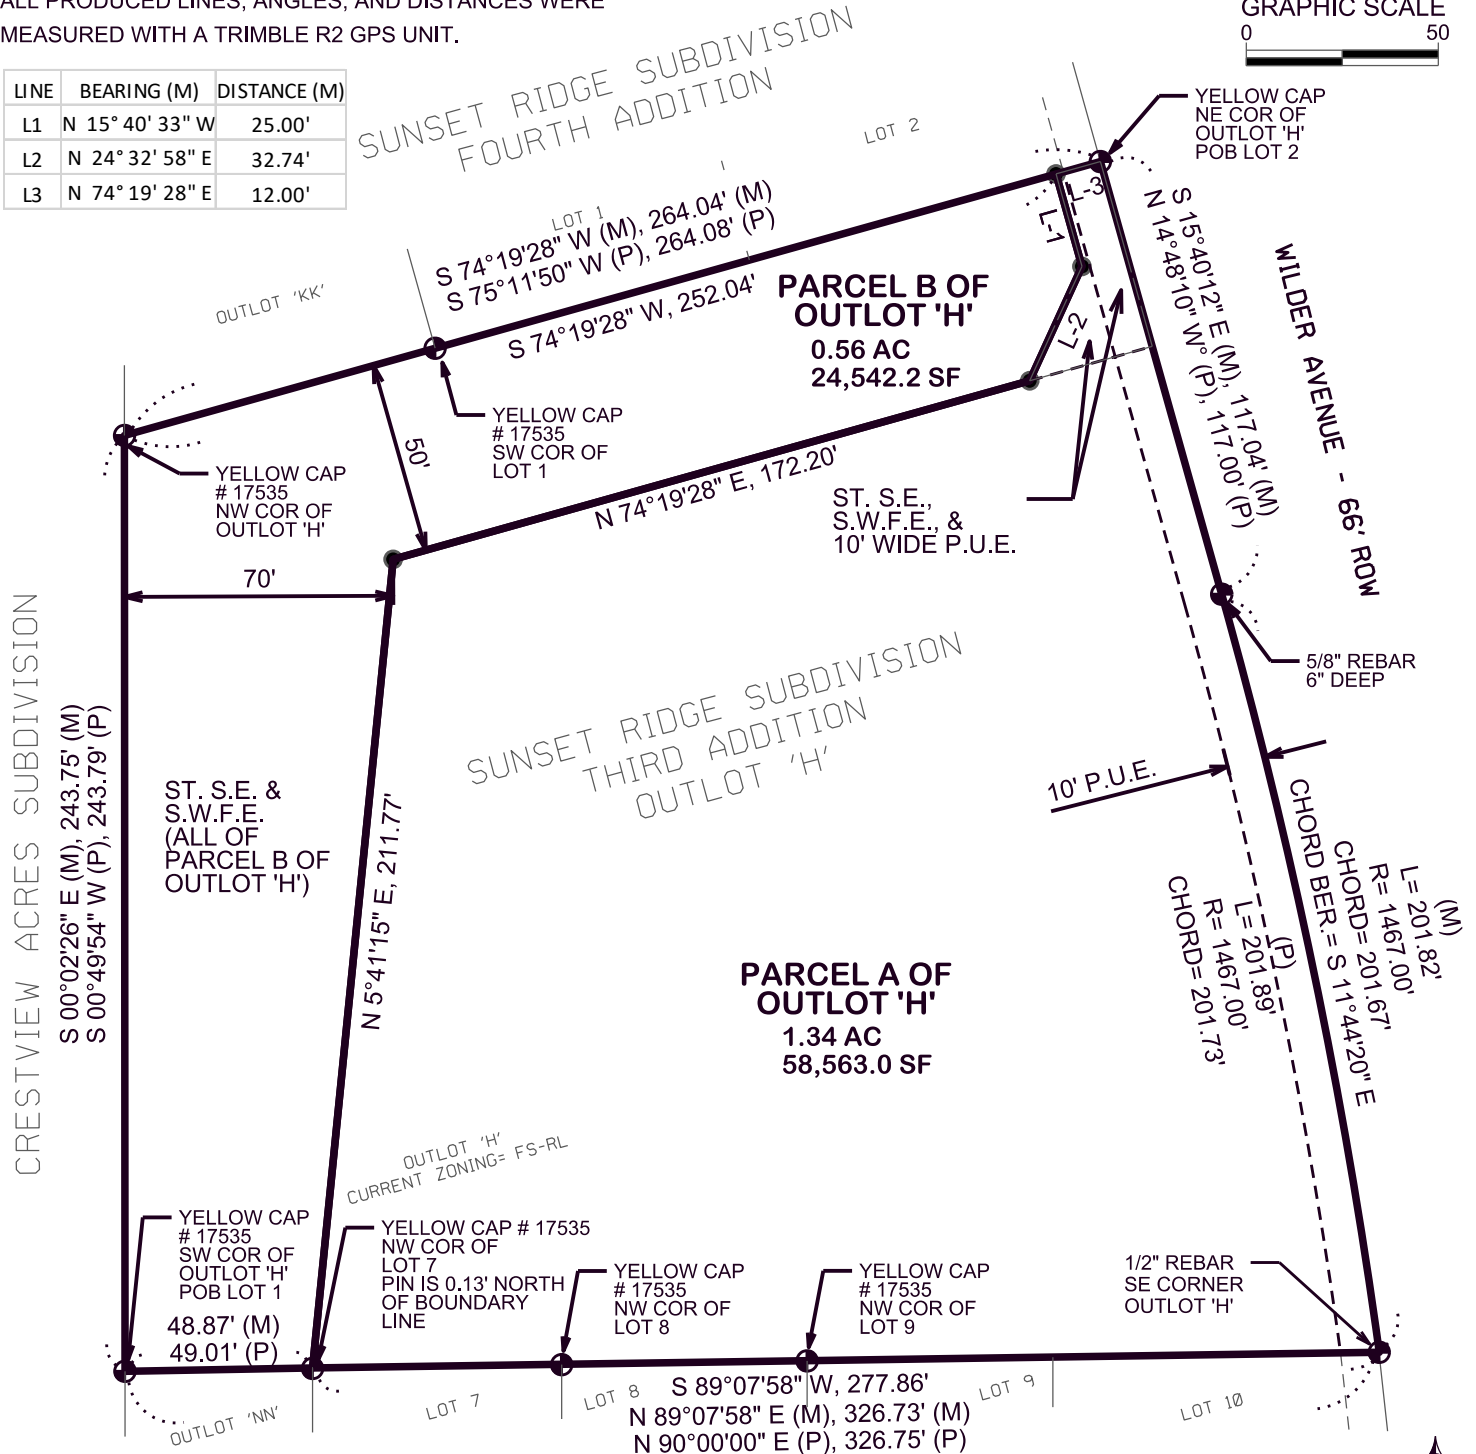 ALL PRODUCED LINES, ANGLES, AND DISTANCES WERE
MEASURED WITH A TRIMBLE R2 GPS UNIT.
GRAPHIC SCALE
0 50
LINE BEARING (M) DISTANCE (M)
L1 N 15° 40' 33" W 25.00'
L2 N 24° 32' 58" E 32.74'
L3 N 74° 19' 28" E 12.00'
SUNSET RIDGE SUBDIVISION
FOURTH ADDITION
LOT 2
LOT 1
OUTLOT 'KK'
YELLOW CAP
NE COR OF
OUTLOT 'H'
POB LOT 2
S 74°19'28" W (M), 264.04' (M)
S 75°11'50" W (P), 264.08' (P)
S 74°19'28" W, 252.04'
L-3
L-1
L-2
PARCEL B OF
OUTLOT 'H'
0.56 AC
24,542.2 SF
S 15°40'12" E (M), 117.04' (M)
N 14°48'10" W° (P), 117.00' (P)
WILDER AVENUE - 66' ROW
YELLOW CAP
# 17535
SW COR OF
LOT 1
YELLOW CAP
# 17535
NW COR OF
OUTLOT 'H'
50'
70'
N 74°19'28" E, 172.20'
ST. S.E.,
S.W.F.E., &
10' WIDE P.U.E.
5/8" REBAR
6" DEEP
CRESTVIEW ACRES SUBDIVISION
S 00°02'26" E (M), 243.75' (M)
S 00°49'54" W (P), 243.79' (P)
ST. S.E. &
S.W.F.E.
(ALL OF
PARCEL B OF
OUTLOT 'H')
N 5°41'15" E, 211.77'
SUNSET RIDGE SUBDIVISION
THIRD ADDITION
OUTLOT 'H'
10' P.U.E.
(M)
L= 201.82'
R= 1467.00'
CHORD= 201.67'
CHORD BER.= S 11°44'20" E
(P)
L= 201.89'
R= 1467.00'
CHORD= 201.73'
PARCEL A OF
OUTLOT 'H'
1.34 AC
58,563.0 SF
OUTLOT 'H'
CURRENT ZONING= FS-RL
YELLOW CAP
# 17535
SW COR OF
OUTLOT 'H'
POB LOT 1
YELLOW CAP # 17535
NW COR OF
LOT 7
PIN IS 0.13' NORTH
OF BOUNDARY
LINE
YELLOW CAP
# 17535
NW COR OF
LOT 8
YELLOW CAP
# 17535
NW COR OF
LOT 9
1/2" REBAR
SE CORNER
OUTLOT 'H'
48.87' (M)
49.01' (P)
OUTLOT 'NN'
LOT 7
LOT 8
LOT 9
LOT 10
S 89°07'58" W, 277.86'
N 89°07'58" E (M), 326.73' (M)
N 90°00'00" E (P), 326.75' (P)